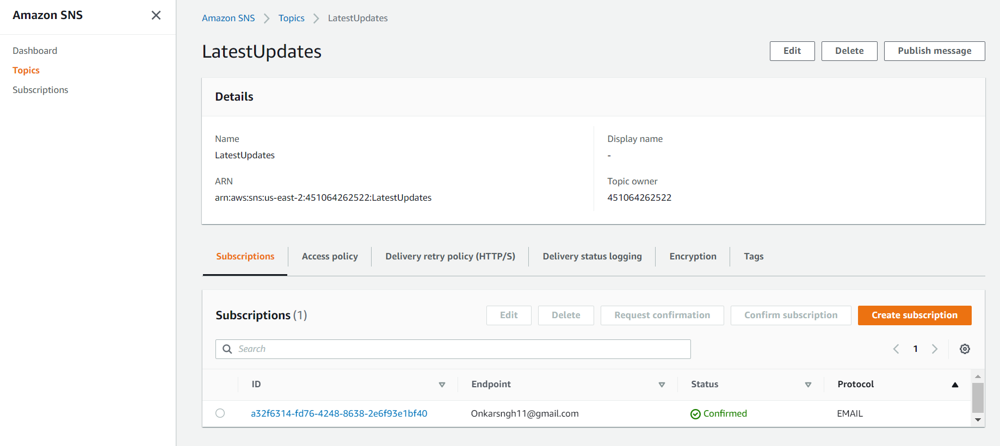 Amazon SNS
Dashboard
Topics
Subscriptions
Amazon SNS Topics LatestUpdates
LatestUpdates
Edit Delete Publish message
Details
Name
LatestUpdates
ARN
arn:aws:sns:us-east-2:451064262522:LatestUpdates
Display name
-
Topic owner
451064262522
Subscriptions Access policy Delivery retry policy (HTTP/S) Delivery status logging Encryption Tags
Subscriptions (1)
Edit Delete Request confirmation Confirm subscription Create subscription
Search
1
ID Endpoint Status Protocol
a32f6314-fd76-4248-8638-2e6f93e1bf40 Onkarsngh11@gmail.com Confirmed EMAIL